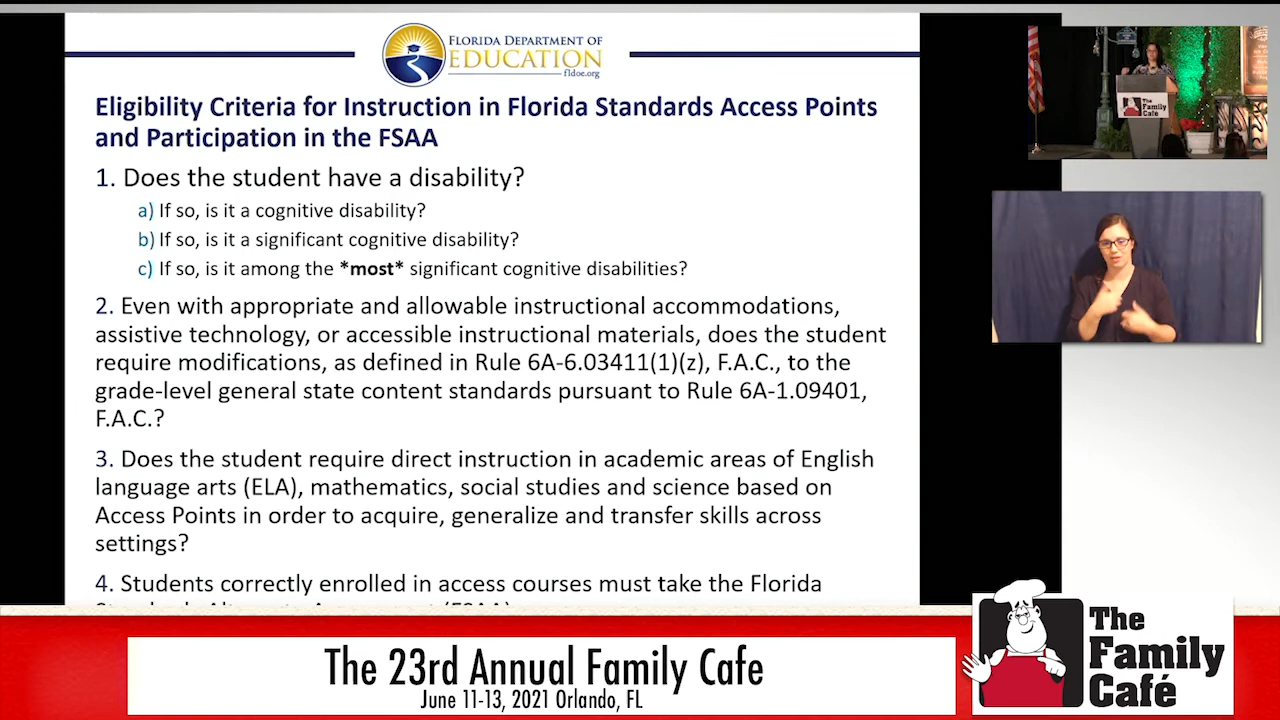 FLORIDA DEPARTMENT OF
EDUCATION
fldoe.org
Eligibility Criteria for Instruction in Florida Standards Access Points
and Participation in the FSAA
1. Does the student have a disability?
a) If so, is it a cognitive disability?
b) If so, is it a significant cognitive disability?
c) If so, is it among the *most* significant cognitive disabilities?
2. Even with appropriate and allowable instructional accommodations,
assistive technology, or accessible instructional materials, does the student
require modifications, as defined in Rule 6A-6.03411(1)(z), F.A.C., to the
grade-level general state content standards pursuant to Rule 6A-1.09401,
F.A.C.?
3. Does the student require direct instruction in academic areas of English
language arts (ELA), mathematics, social studies and science based on
Access Points in order to acquire, generalize and transfer skills across
settings?
4. Students correctly enrolled in access courses must take the Florida
The
Family
Café
The 23rd Annual Family Cafe
June 11-13, 2021 Orlando, FL
The
Family
Café